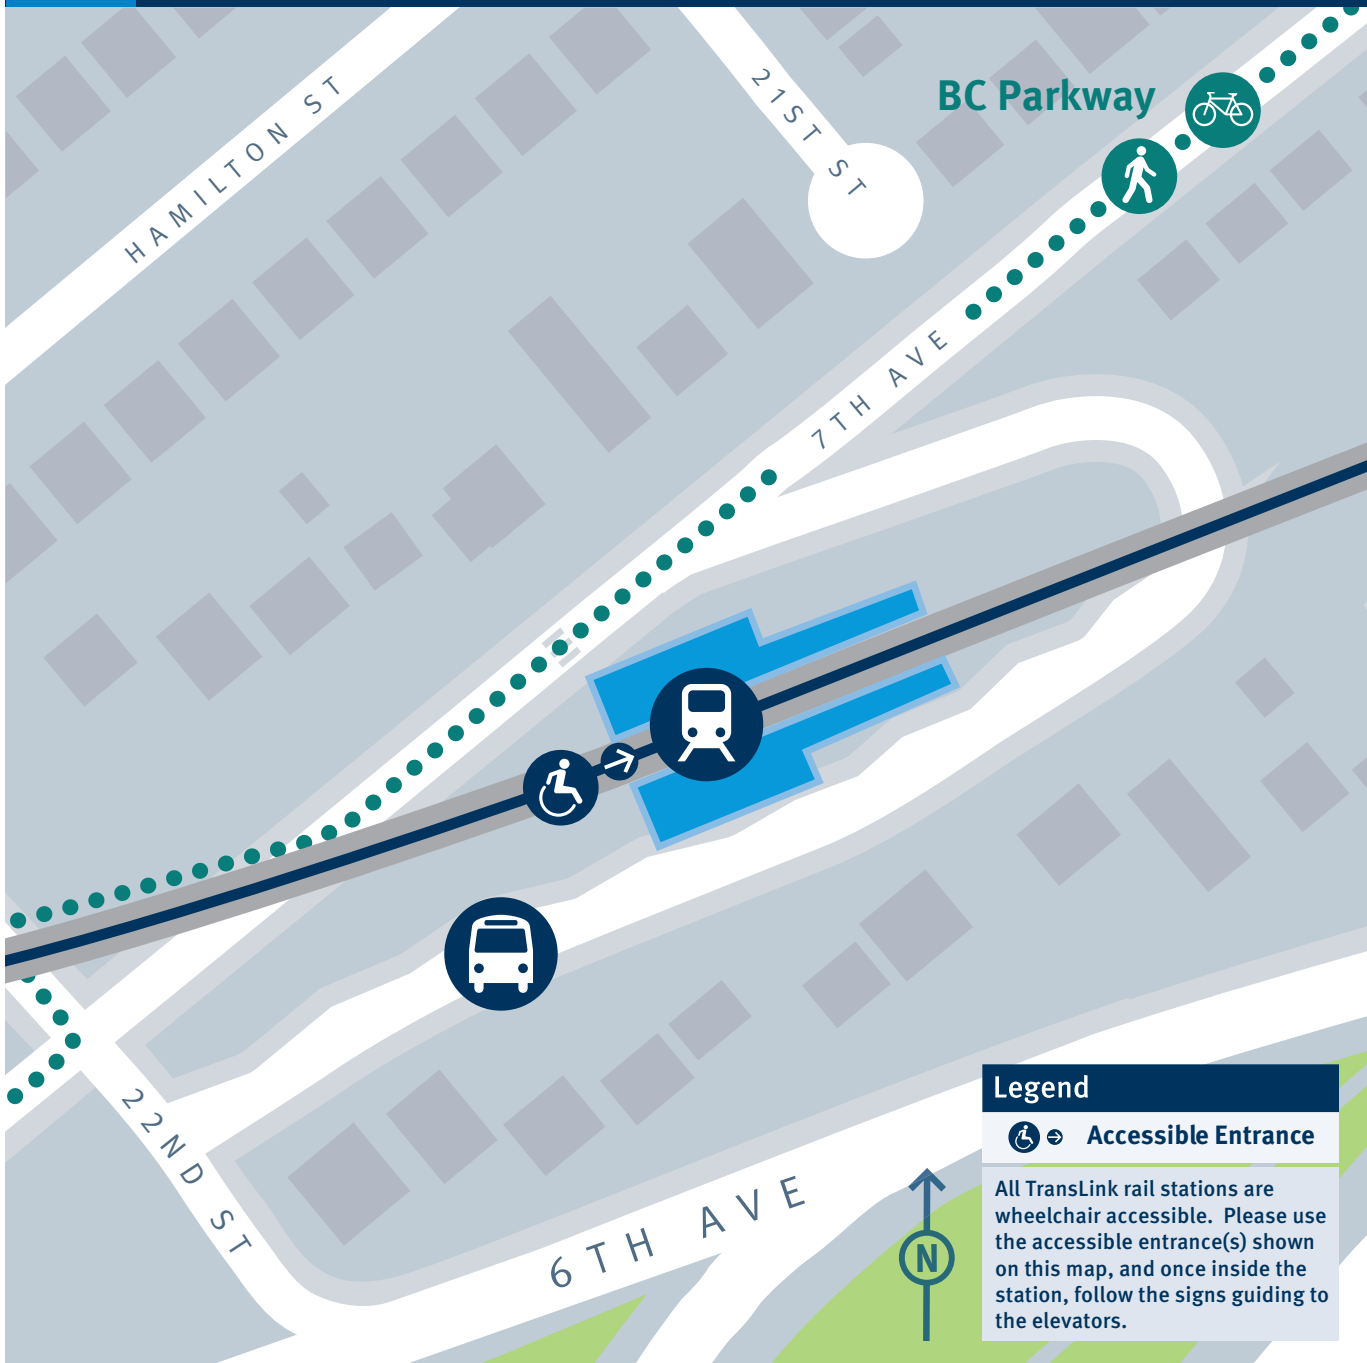 HAMILTON ST
21ST ST
BC Parkway
7TH AVE
22ND ST
6TH AVE
N
Legend
Accessible Entrance
All TransLink rail stations are
wheelchair accessible. Please use
the accessible entrance(s) shown
on this map, and once inside the
station, follow the signs guiding to
the elevators.